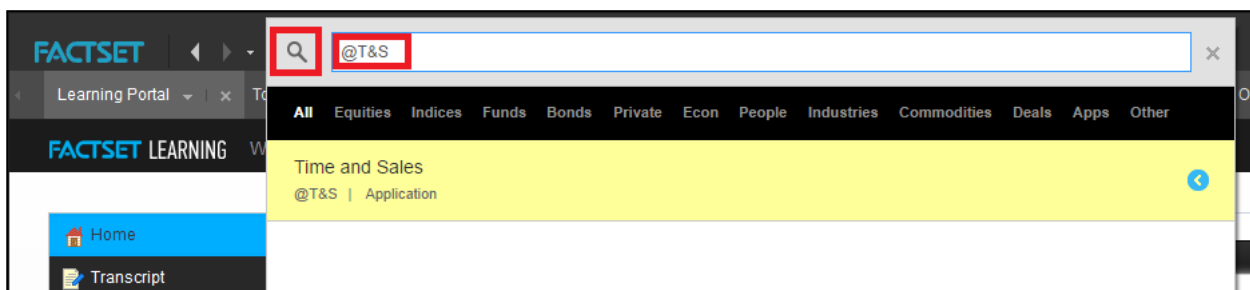 FACTSET
@T&S
Learning Portal
All Equities Indices Funds Bonds Private Econ People Industries Commodities Deals Apps Other
FACTSET LEARNING
Time and Sales
@T&S | Application
Home
Transcript